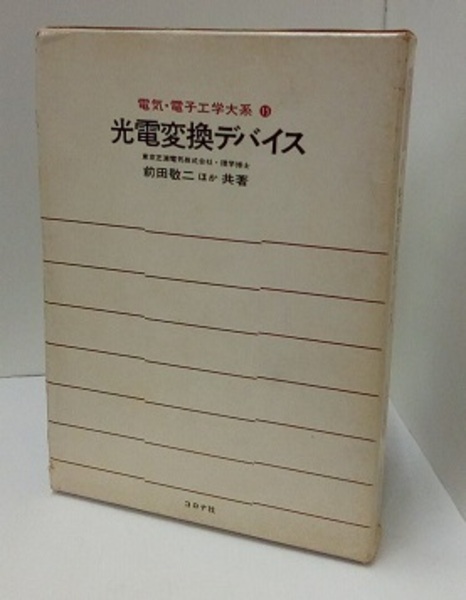 電気・電子工学大系 11
光電変換デバイス
東京芝浦電気株式会社・理学博士
前田敬二 ほか 共著
コロナ社